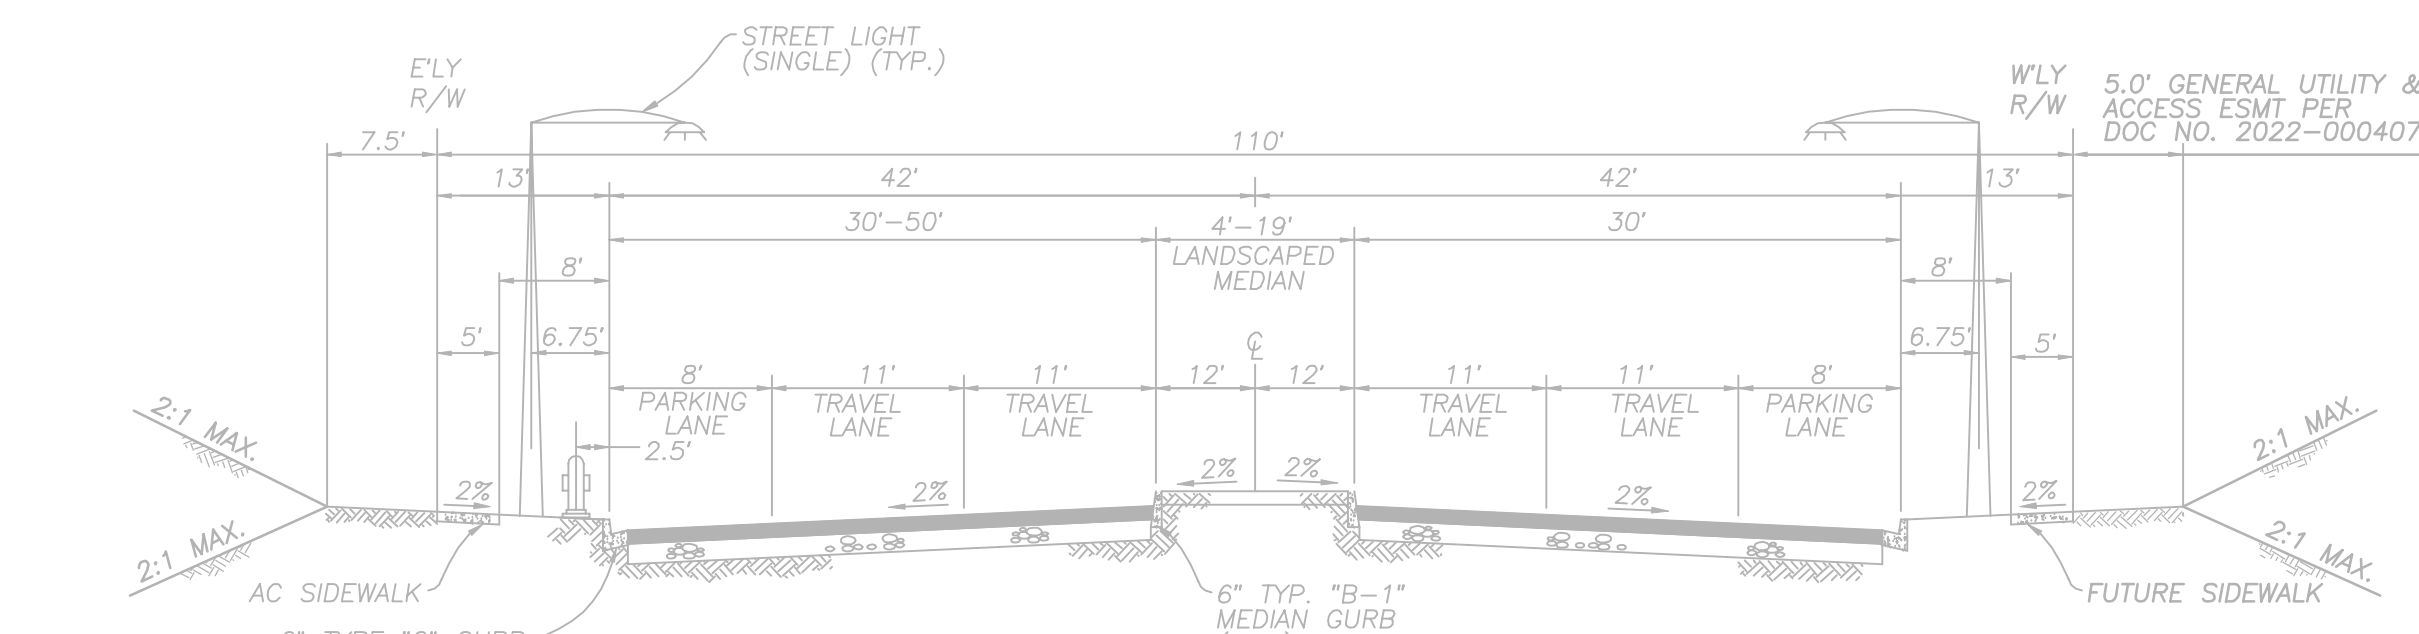 STREET LIGHT
(SINGLE) (TYP.)
E'LY
R/W
W'LY
R/W
5.0' GENERAL UTILITY &
ACCESS ESMT PER
DOC NO. 2022-000407
7.5'
110'
13'
42'
42'
13'
30'-50'
4'-19'
30'
LANDSCAPED
MEDIAN
8'
8'
5'
6.75'
℄
6.75'
5'
8'
11'
11'
12'
12'
11'
11'
8'
PARKING
LANE
TRAVEL
LANE
TRAVEL
LANE
TRAVEL
LANE
TRAVEL
LANE
PARKING
LANE
2:1 MAX.
2.5'
2:1 MAX.
2%
2%
2%
2%
2%
2%
2:1 MAX.
2:1 MAX.
AC SIDEWALK
6" TYP. "B-1"
MEDIAN GURB
FUTURE SIDEWALK